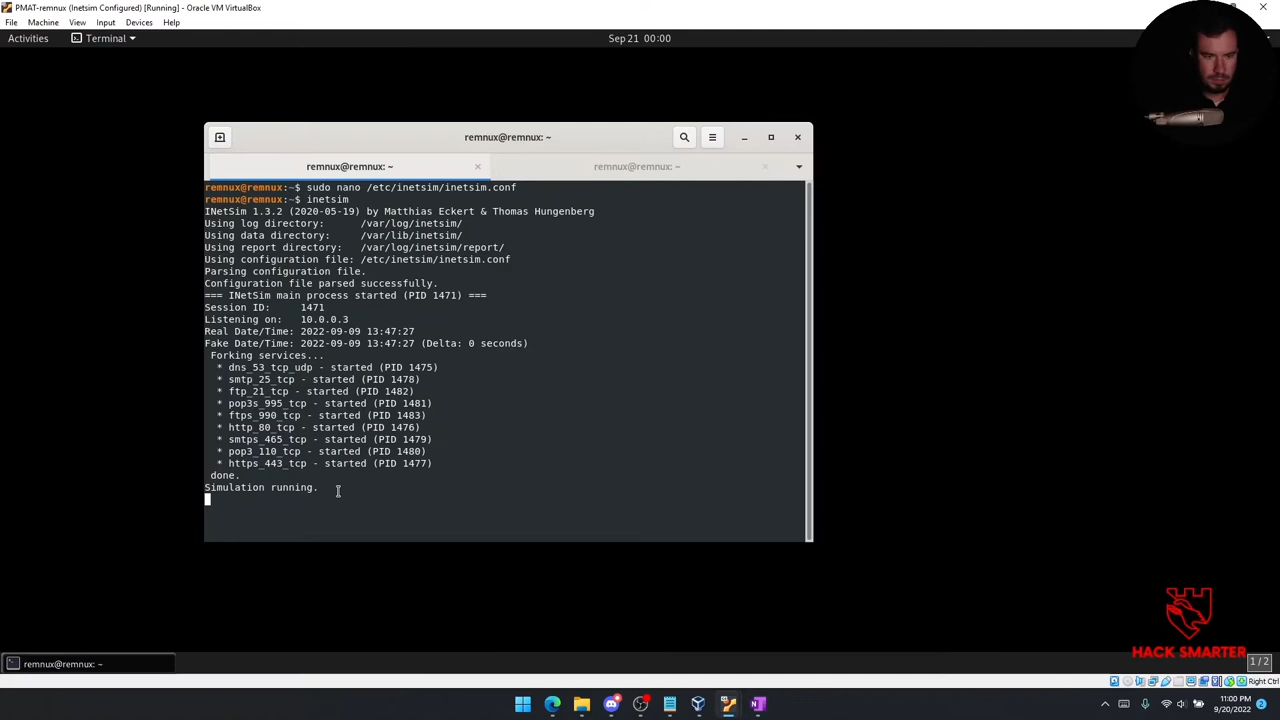 PMAT-remnux (Inetsim Configured) [Running] - Oracle VM VirtualBox
File Machine View Input Devices Help
Activities Terminal Sep 21 00:00
remnux@remnux: ~
remnux@remnux: ~ remnux@remnux: ~
remnux@remnux:~$ sudo nano /etc/inetsim/inetsim.conf
remnux@remnux:~$ inetsim
INetSim 1.3.2 (2020-05-19) by Matthias Eckert & Thomas Hungenberg
Using log directory: /var/log/inetsim/
Using data directory: /var/lib/inetsim/
Using report directory: /var/log/inetsim/report/
Using configuration file: /etc/inetsim/inetsim.conf
Parsing configuration file.
Configuration file parsed successfully.
=== INetSim main process started (PID 1471) ===
Session ID: 1471
Listening on: 10.0.0.3
Real Date/Time: 2022-09-09 13:47:27
Fake Date/Time: 2022-09-09 13:47:27 (Delta: 0 seconds)
Forking services...
* dns_53_tcp_udp - started (PID 1475)
* smtp_25_tcp - started (PID 1478)
* ftp_21_tcp - started (PID 1482)
* pop3s_995_tcp - started (PID 1481)
* ftps_990_tcp - started (PID 1483)
* http_80_tcp - started (PID 1476)
* smtps_465_tcp - started (PID 1479)
* pop3_110_tcp - started (PID 1480)
* https_443_tcp - started (PID 1477)
done.
Simulation running.
HACK SMARTER
remnux@remnux: ~ 1 / 2
Right Ctrl
11:00 PM
9/20/2022
2